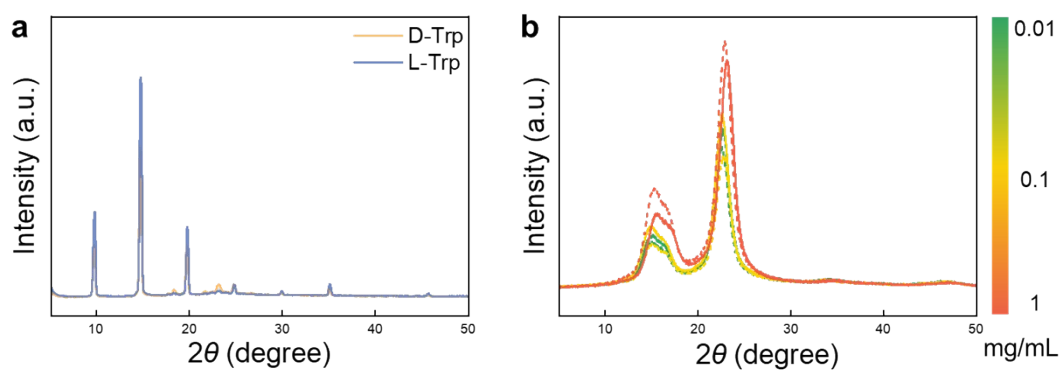 a
D-Trp
L-Trp
Intensity (a.u.)
10
20
30
40
50
2θ (degree)
b
Intensity (a.u.)
10
20
30
40
50
2θ (degree)
0.01
0.1
1
mg/mL